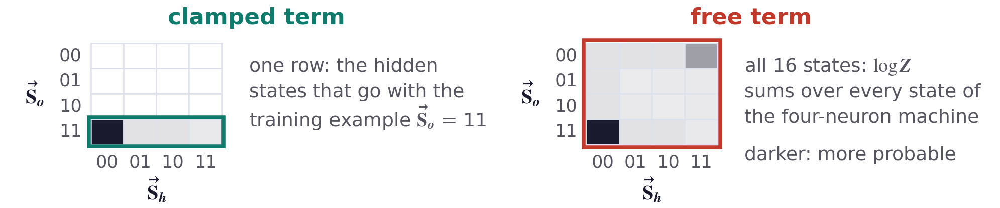 clamped term
00
01
10
11
S⃗ₒ
00 01 10 11
S⃗ₕ
one row: the hidden
states that go with the
training example S⃗ₒ = 11
free term
00
01
10
11
S⃗ₒ
00 01 10 11
S⃗ₕ
all 16 states: log Z
sums over every state of
the four-neuron machine
darker: more probable